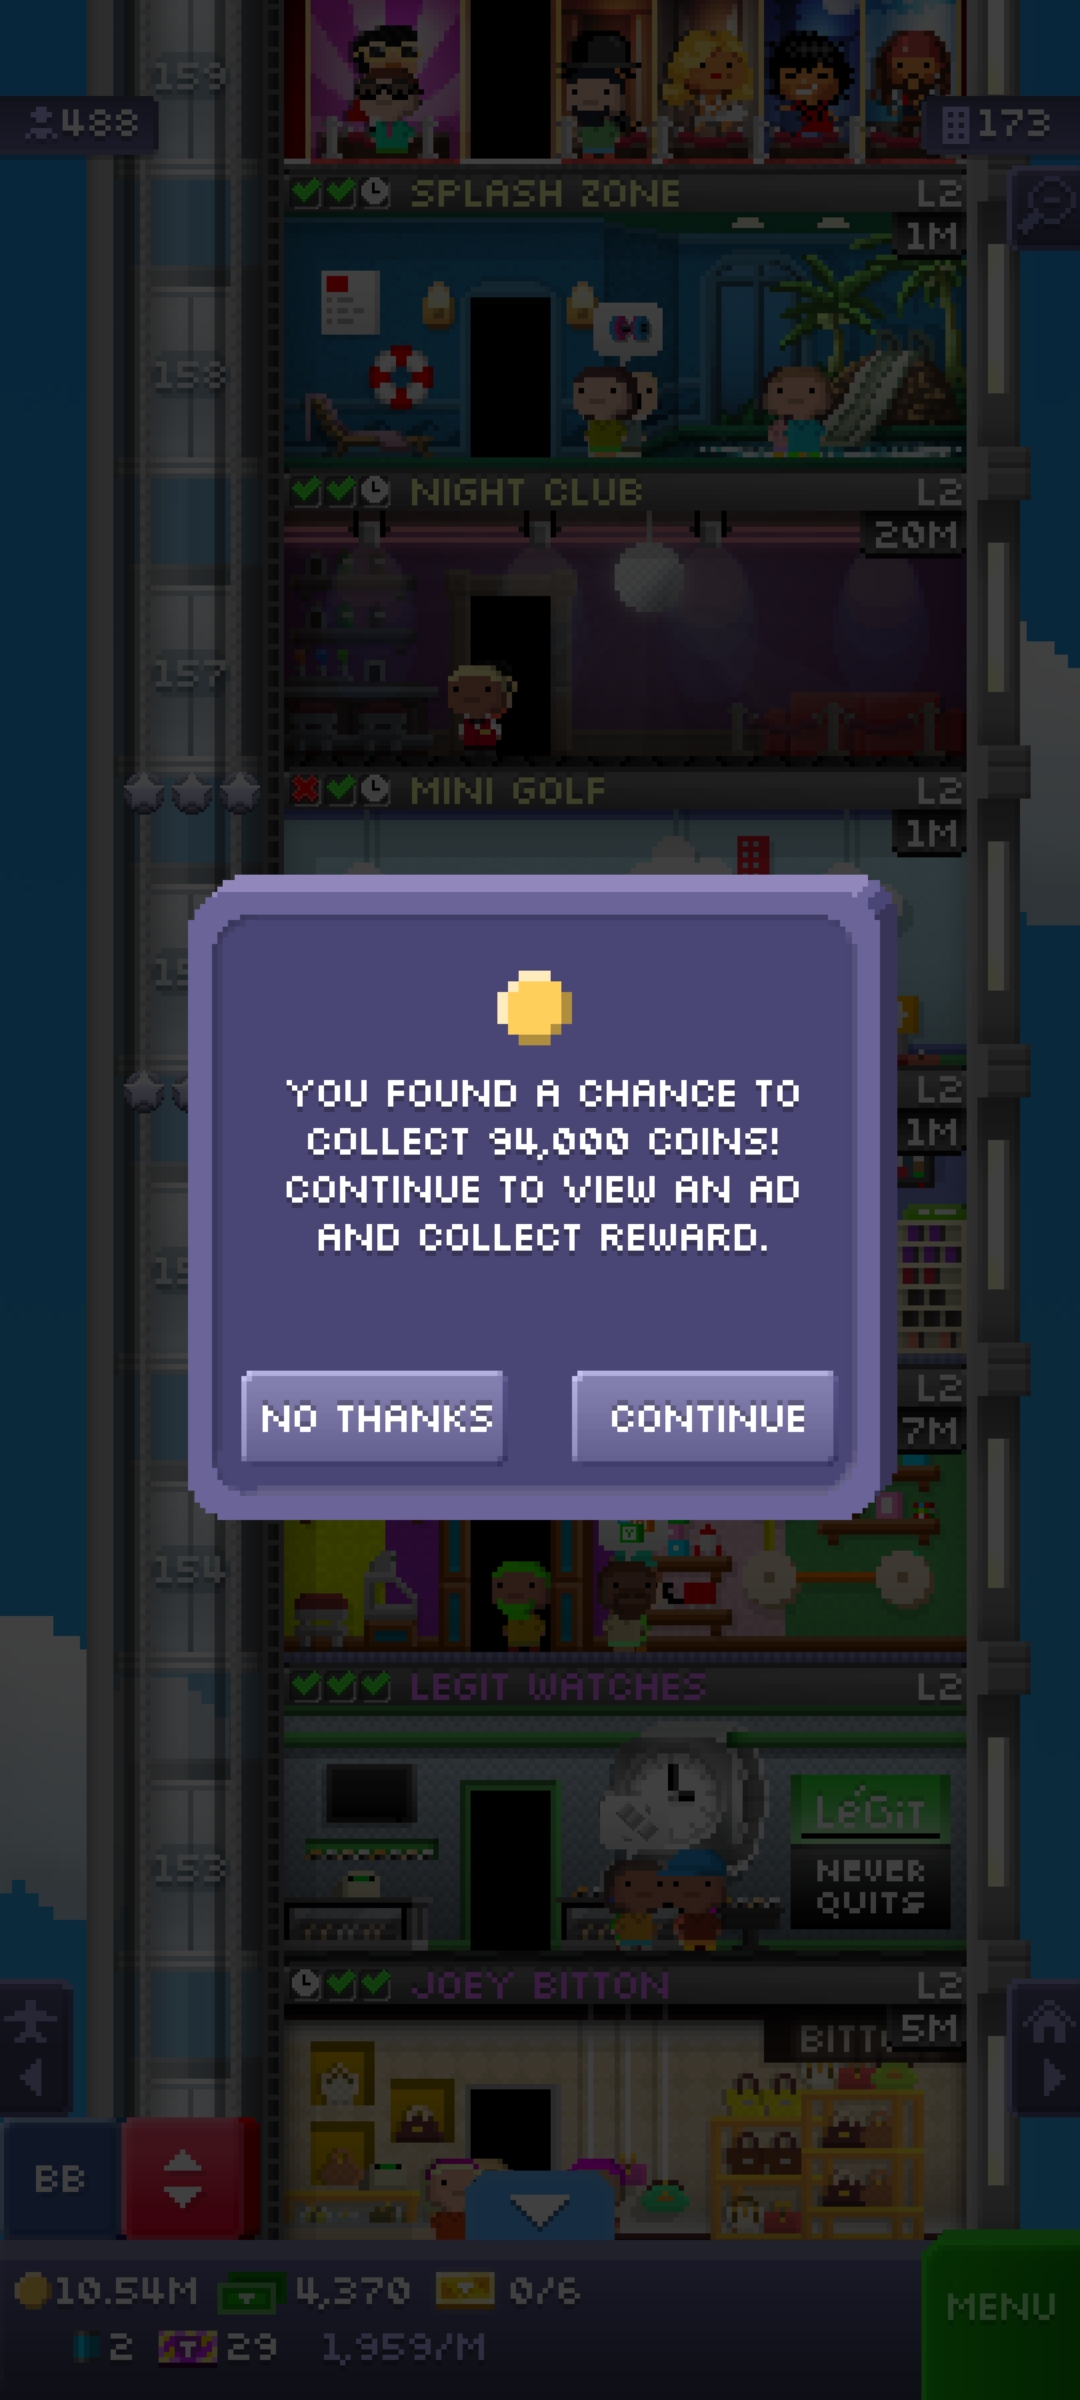 159
488
173
SPLASH ZONE L2
1M
158
NIGHT CLUB L2
20M
157
MINI GOLF L2
1M
YOU FOUND A CHANCE TO
COLLECT 94,000 COINS!
CONTINUE TO VIEW AN AD
AND COLLECT REWARD.
NO THANKS
CONTINUE
L2
1M
L2
7M
154
LEGIT WATCHES L2
LéGiT
NEVER
QUITS
153
JOEY BITTON L2
5M
BB
10.54M 4,370 0/6
2 29 1,959/M
MENU